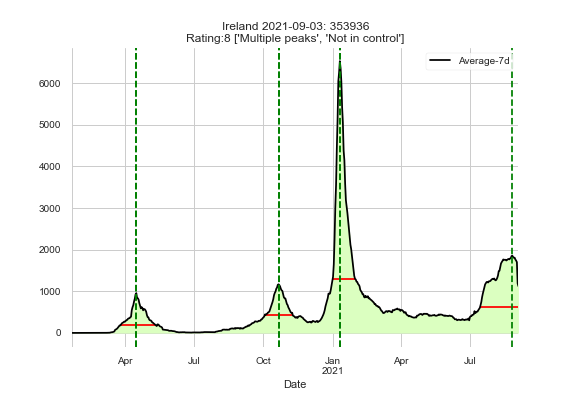 Ireland 2021-09-03: 353936
Rating:8 ['Multiple peaks', 'Not in control']
Average-7d
6000
5000
4000
3000
2000
1000
0
Apr Jul Oct Jan Apr Jul
2021
Date